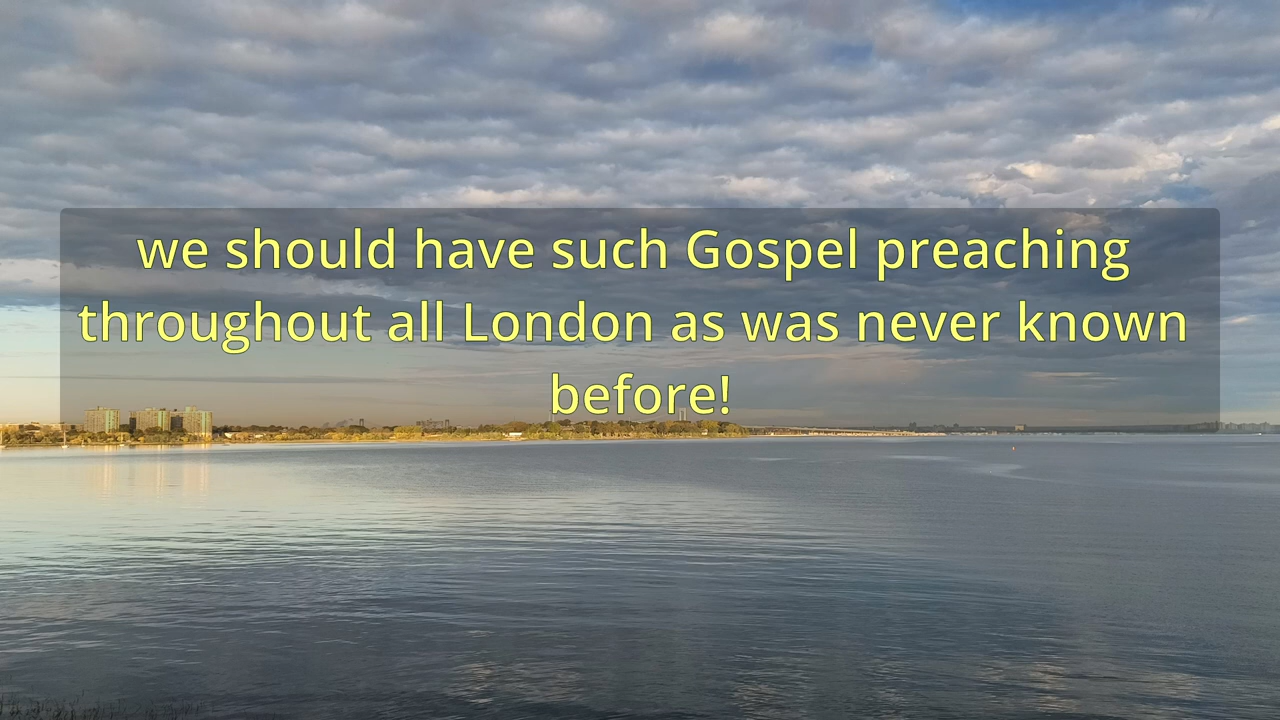 we should have such Gospel preaching
throughout all London as was never known
before!